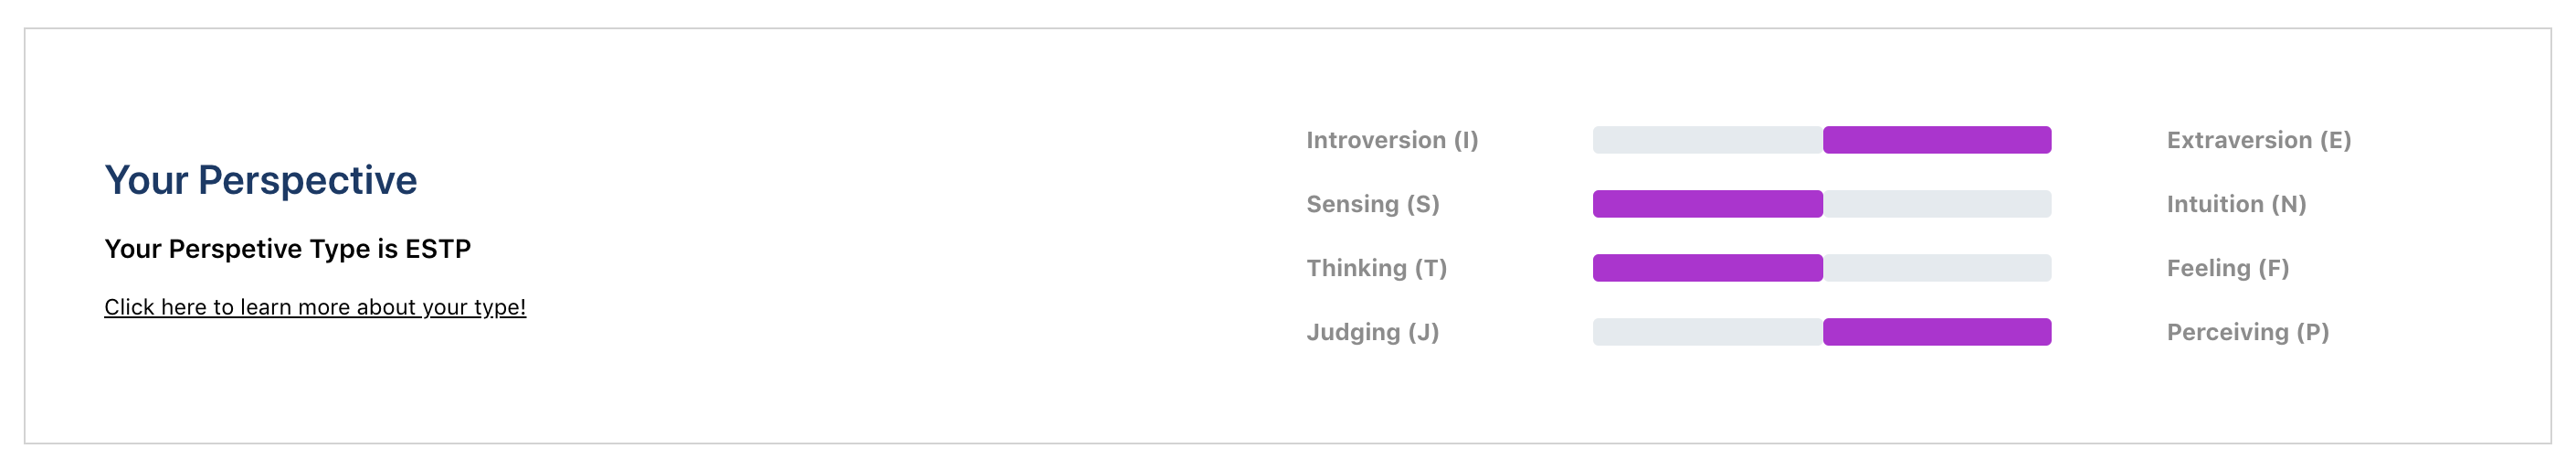 Your Perspective
Your Perspetive Type is ESTP
Click here to learn more about your type!
Introversion (I) Extraversion (E)
Sensing (S) Intuition (N)
Thinking (T) Feeling (F)
Judging (J) Perceiving (P)